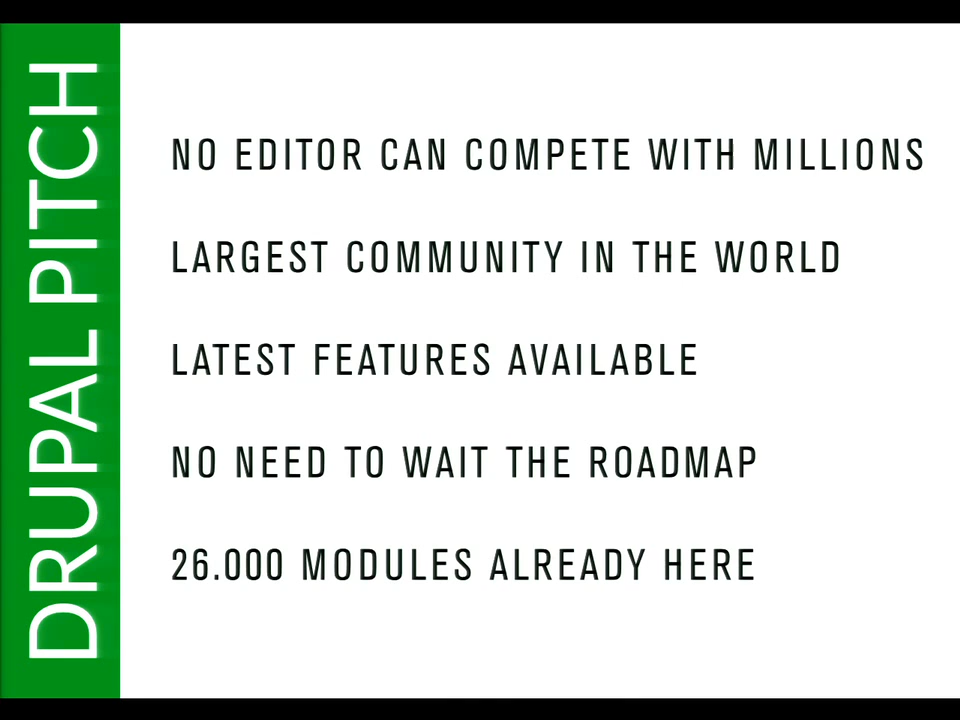 DRUPAL PITCH
NO EDITOR CAN COMPETE WITH MILLIONS
LARGEST COMMUNITY IN THE WORLD
LATEST FEATURES AVAILABLE
NO NEED TO WAIT THE ROADMAP
26.000 MODULES ALREADY HERE